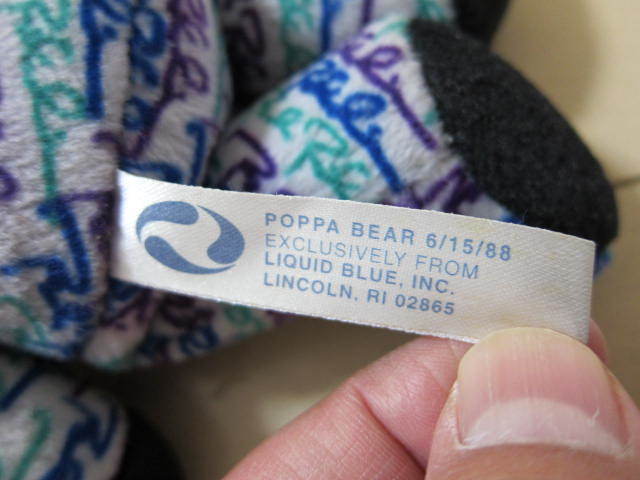 POPPA BEAR 6/15/88
EXCLUSIVELY FROM
LIQUID BLUE, INC.
LINCOLN, RI 02865